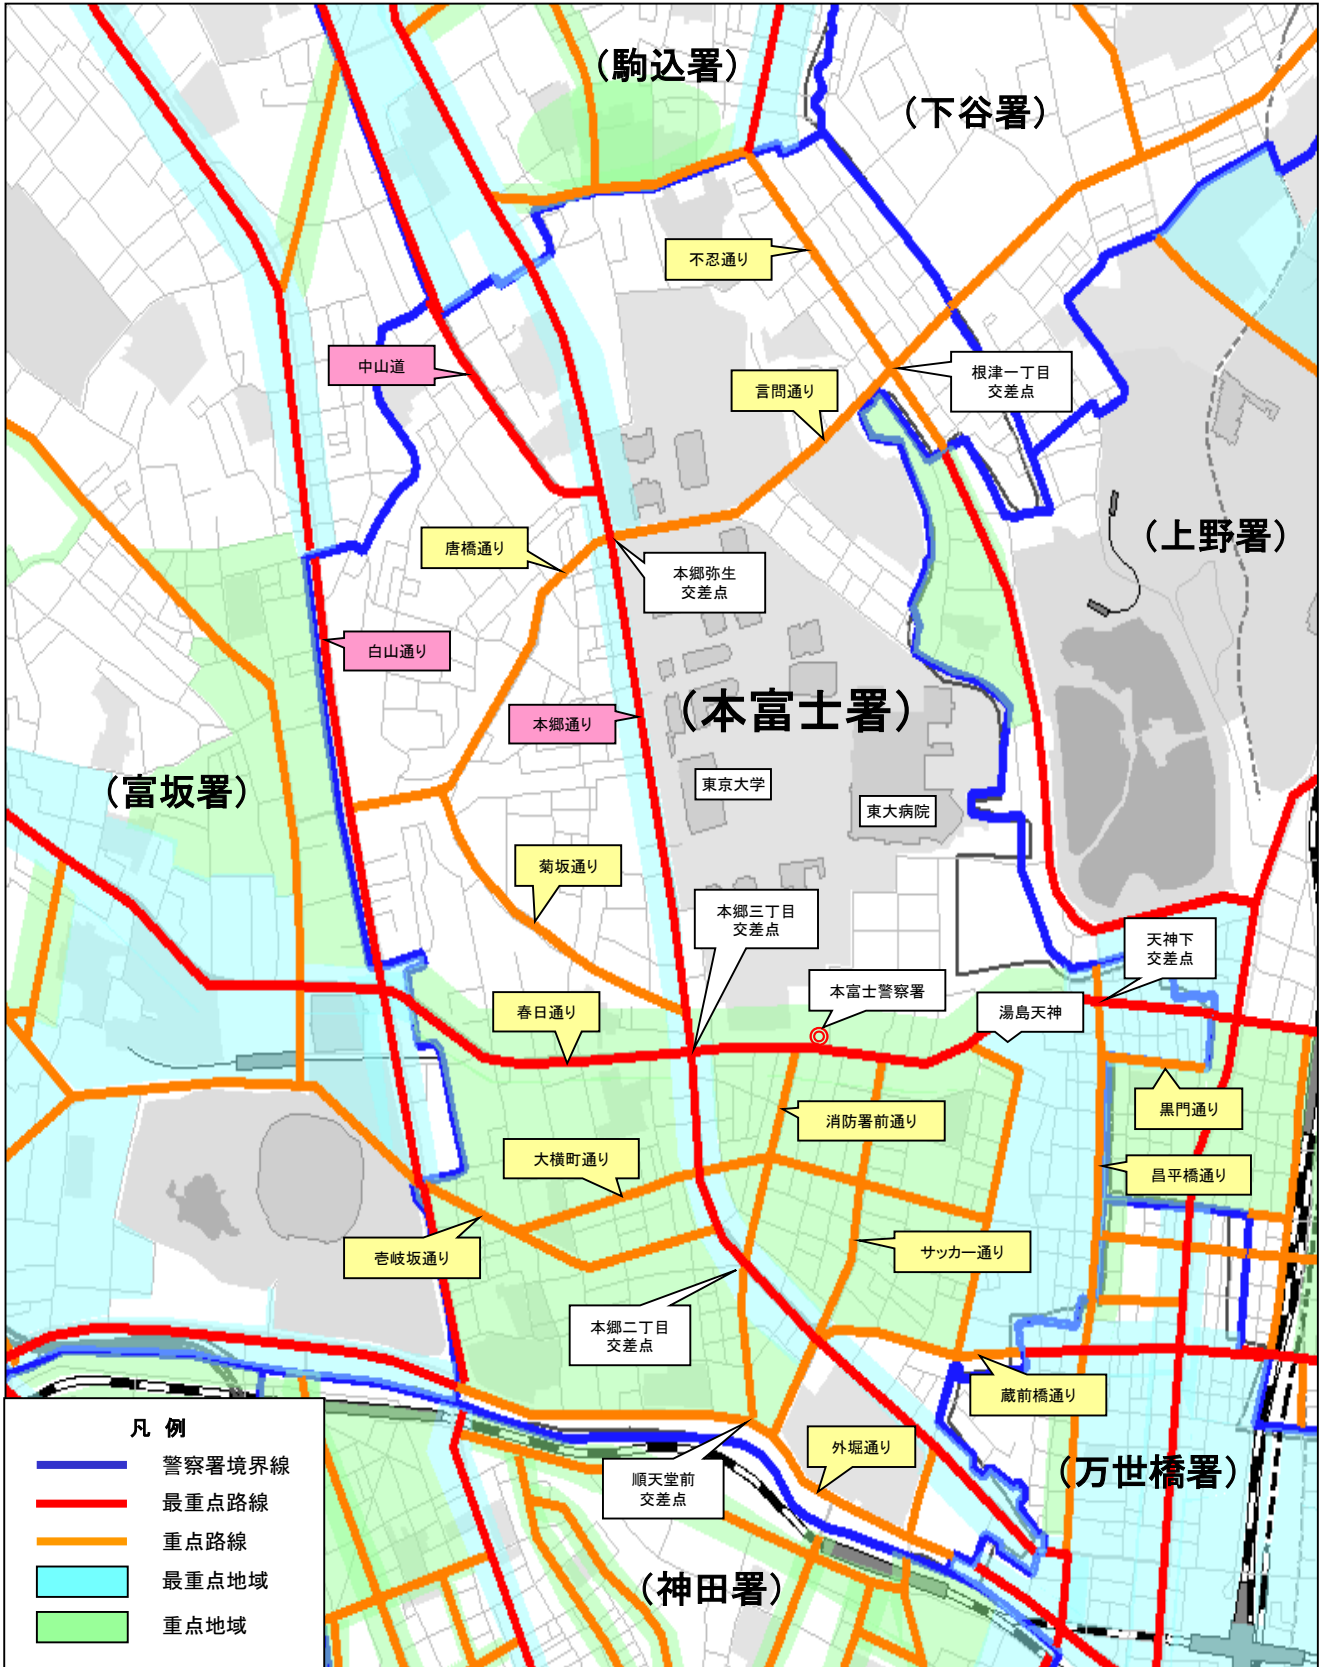 （駒込署）
（下谷署）
不忍通り
中山道
言問通り
根津一丁目
交差点
唐橋通り
本郷弥生
交差点
（上野署）
白山通り
本郷通り
（本富士署）
東京大学
東大病院
（富坂署）
菊坂通り
本郷三丁目
交差点
天神下
交差点
本富士警察署
春日通り
湯島天神
消防署前通り
黒門通り
大横町通り
昌平橋通り
壱岐坂通り
サッカー通り
本郷二丁目
交差点
蔵前橋通り
外堀通り
順天堂前
交差点
（万世橋署）
（神田署）
凡 例
警察署境界線
最重点路線
重点路線
最重点地域
重点地域